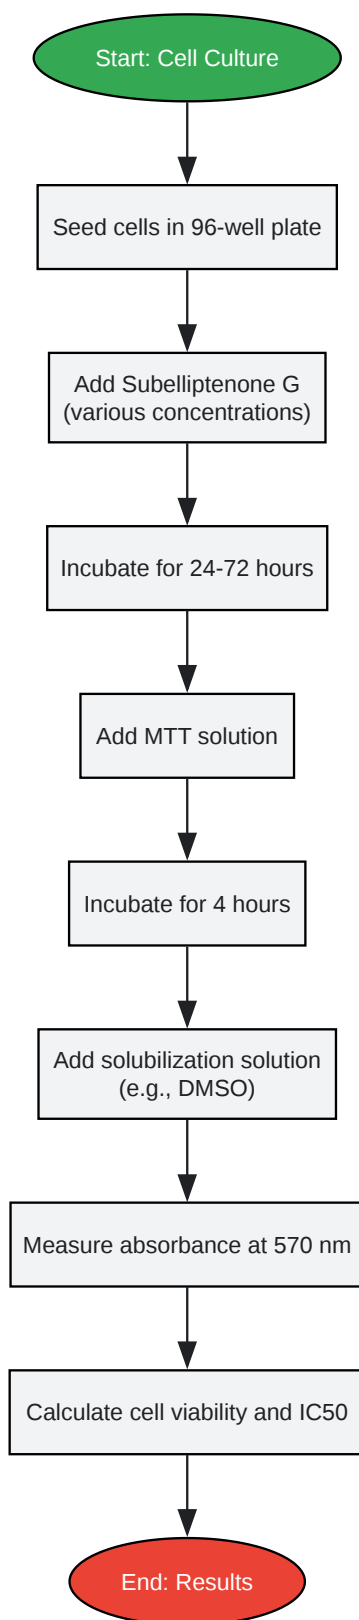 Start: Cell Culture
Seed cells in 96-well plate
Add Subelliptenone G
(various concentrations)
Incubate for 24-72 hours
Add MTT solution
Incubate for 4 hours
Add solubilization solution
(e.g., DMSO)
Measure absorbance at 570 nm
Calculate cell viability and IC50
End: Results